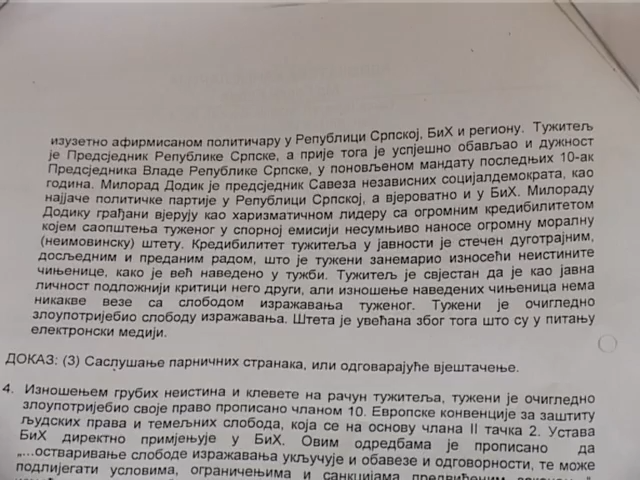 изузетно афирмисаном политичару у Републици Српској, БиХ и региону. Тужитељ
је Предсједник Републике Српске, а прије тога је успјешно обављао и дужност
Предсједника Владе Републике Српске, у поновљеном мандату последњих 10-ак
година. Милорад Додик је предсједник Савеза независних социјалдемократа, као
најјаче политичке партије у Републици Српској, а вјероватно и у БиХ. Милораду
Додику грађани вјерују као харизматичном лидеру са огромним кредибилитетом
којем саопштења туженог у спорној емисији несумњиво наносе огромну моралну
(неимовинску) штету. Кредибилитет тужитеља у јавности је стечен дуготрајним,
досљедним и преданим радом, што је тужени занемарио износећи неистините
чињенице, како је већ наведено у тужби. Тужитељ је свјестан да је као јавна
личност подложнији критици него други, али изношење наведених чињеница нема
никакве везе са слободом изражавања туженог. Тужени је очигледно
злоупотријебио слободу изражавања. Штета је увећана због тога што су у питању
електронски медији.
ДОКАЗ: (3) Саслушање парничних странака, или одговарајуће вјештачење.
4. Изношењем грубих неистина и клевете на рачун тужитеља, тужени је очигледно
злоупотријебио своје право прописано чланом 10. Европске конвенције за заштиту
људских права и темељних слобода, која се на основу члана II тачка 2. Устава
БиХ директно примјењује у БиХ. Овим одредбама је прописано да
„...остваривање слободе изражавања укључује и обавезе и одговорности, те може
подлијегати условима, ограничењима и санкцијама предвиђеним